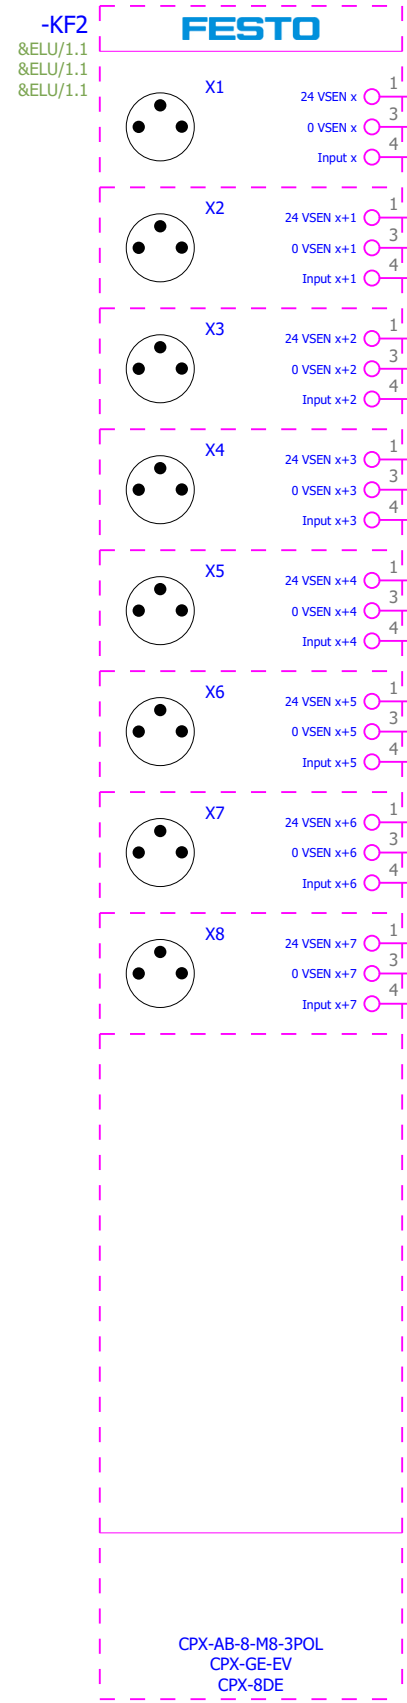 -KF2
FESTO
&ELU/1.1
&ELU/1.1
&ELU/1.1
X1
24 VSEN x
1
0 VSEN x
3
Input x
4
X2
24 VSEN x+1
1
0 VSEN x+1
3
Input x+1
4
X3
24 VSEN x+2
1
0 VSEN x+2
3
Input x+2
4
X4
24 VSEN x+3
1
0 VSEN x+3
3
Input x+3
4
X5
24 VSEN x+4
1
0 VSEN x+4
3
Input x+4
4
X6
24 VSEN x+5
1
0 VSEN x+5
3
Input x+5
4
X7
24 VSEN x+6
1
0 VSEN x+6
3
Input x+6
4
X8
24 VSEN x+7
1
0 VSEN x+7
3
Input x+7
4
CPX-AB-8-M8-3POL
CPX-GE-EV
CPX-8DE